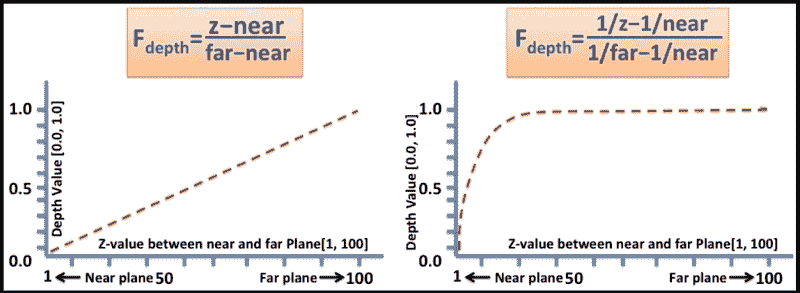 F_depth = (z−near)/(far−near)
1.0
0.5
0.0
Depth Value [0.0, 1.0]
Z-value between near and far Plane[1, 100]
1 ← Near plane 50 Far plane → 100
F_depth = (1/z−1/near)/(1/far−1/near)
1.0
0.5
0.0
Depth Value [0.0, 1.0]
Z-value between near and far Plane[1, 100]
1 ← Near plane 50 Far plane → 100